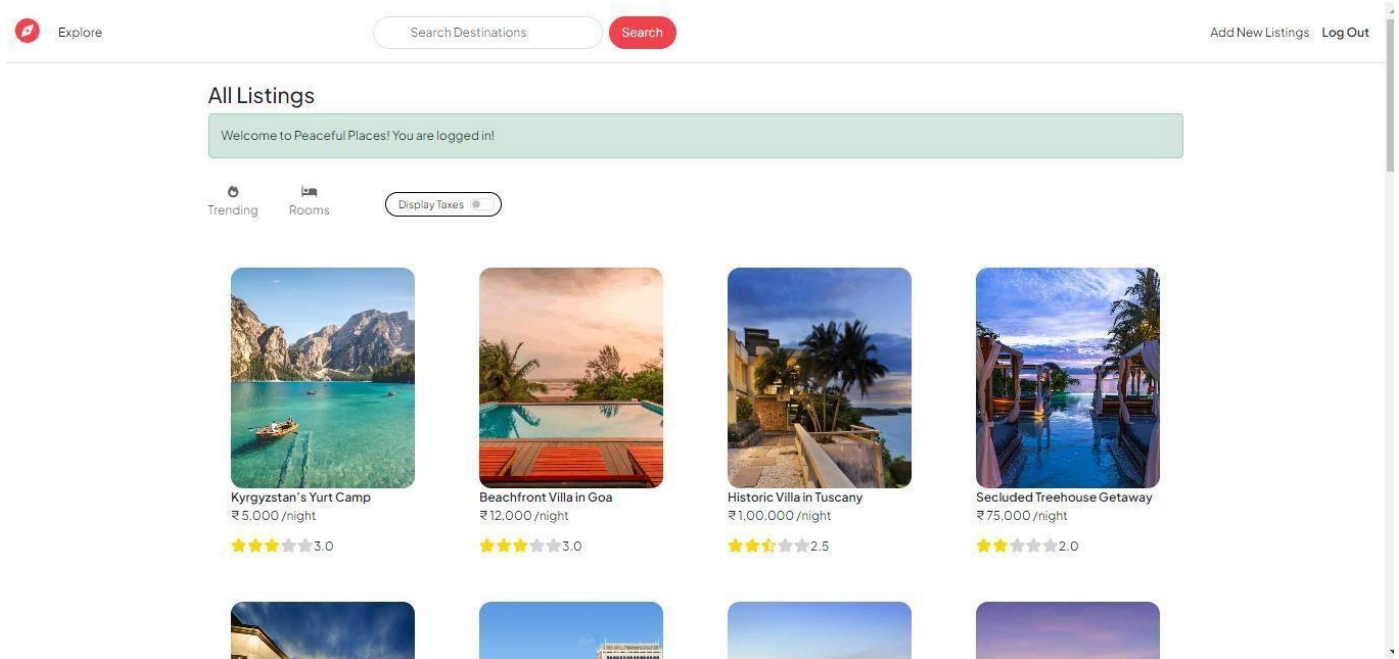 Explore
Search Destinations
Search
Add New Listings Log Out
All Listings
Welcome to Peaceful Places! You are logged in!
Trending
Rooms
Display Taxes
Kyrgyzstan's Yurt Camp
₹ 5,000 /night
3.0
Beachfront Villa in Goa
₹ 12,000 /night
3.0
Historic Villa in Tuscany
₹ 1,00,000 /night
2.5
Secluded Treehouse Getaway
₹ 75,000 /night
2.0